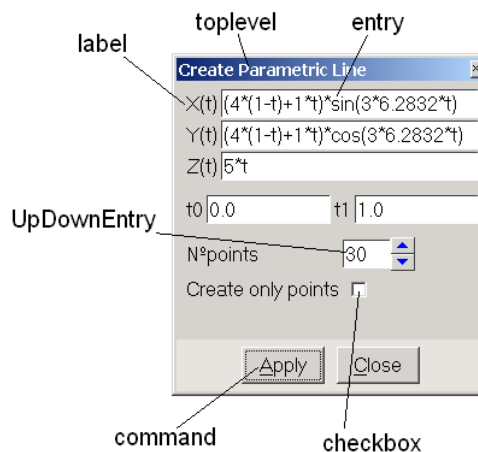 toplevel
entry
label
Create Parametric Line
X(t) (4*(1-t)+1*t)*sin(3*6.2832*t)
Y(t) (4*(1-t)+1*t)*cos(3*6.2832*t)
Z(t) 5*t
t0 0.0 t1 1.0
UpDownEntry
Nºpoints 30
Create only points
Apply Close
command
checkbox